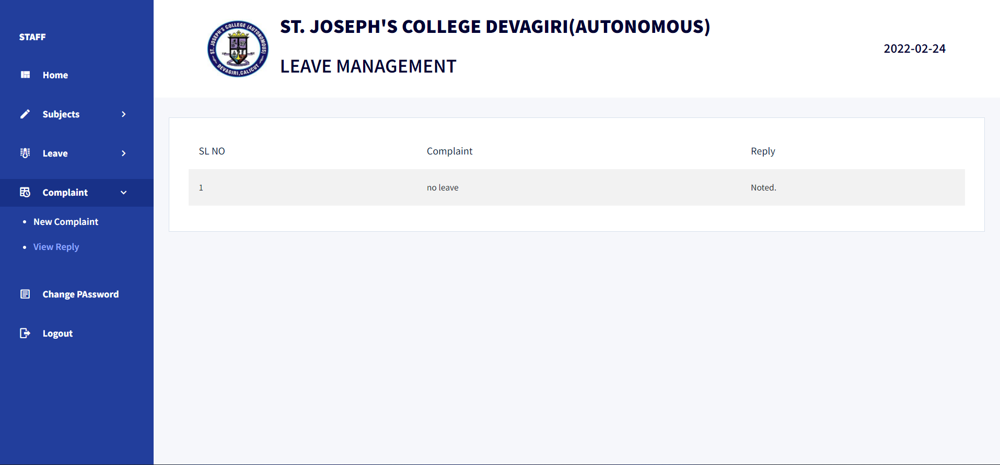 STAFF
Home
Subjects
Leave
Complaint
New Complaint
View Reply
Change PAssword
Logout
ST. JOSEPH'S COLLEGE (AUTONOMOUS)
DEVAGIRI, CALICUT
ST. JOSEPH'S COLLEGE DEVAGIRI(AUTONOMOUS)
LEAVE MANAGEMENT
2022-02-24
SL NO Complaint Reply
1 no leave Noted.